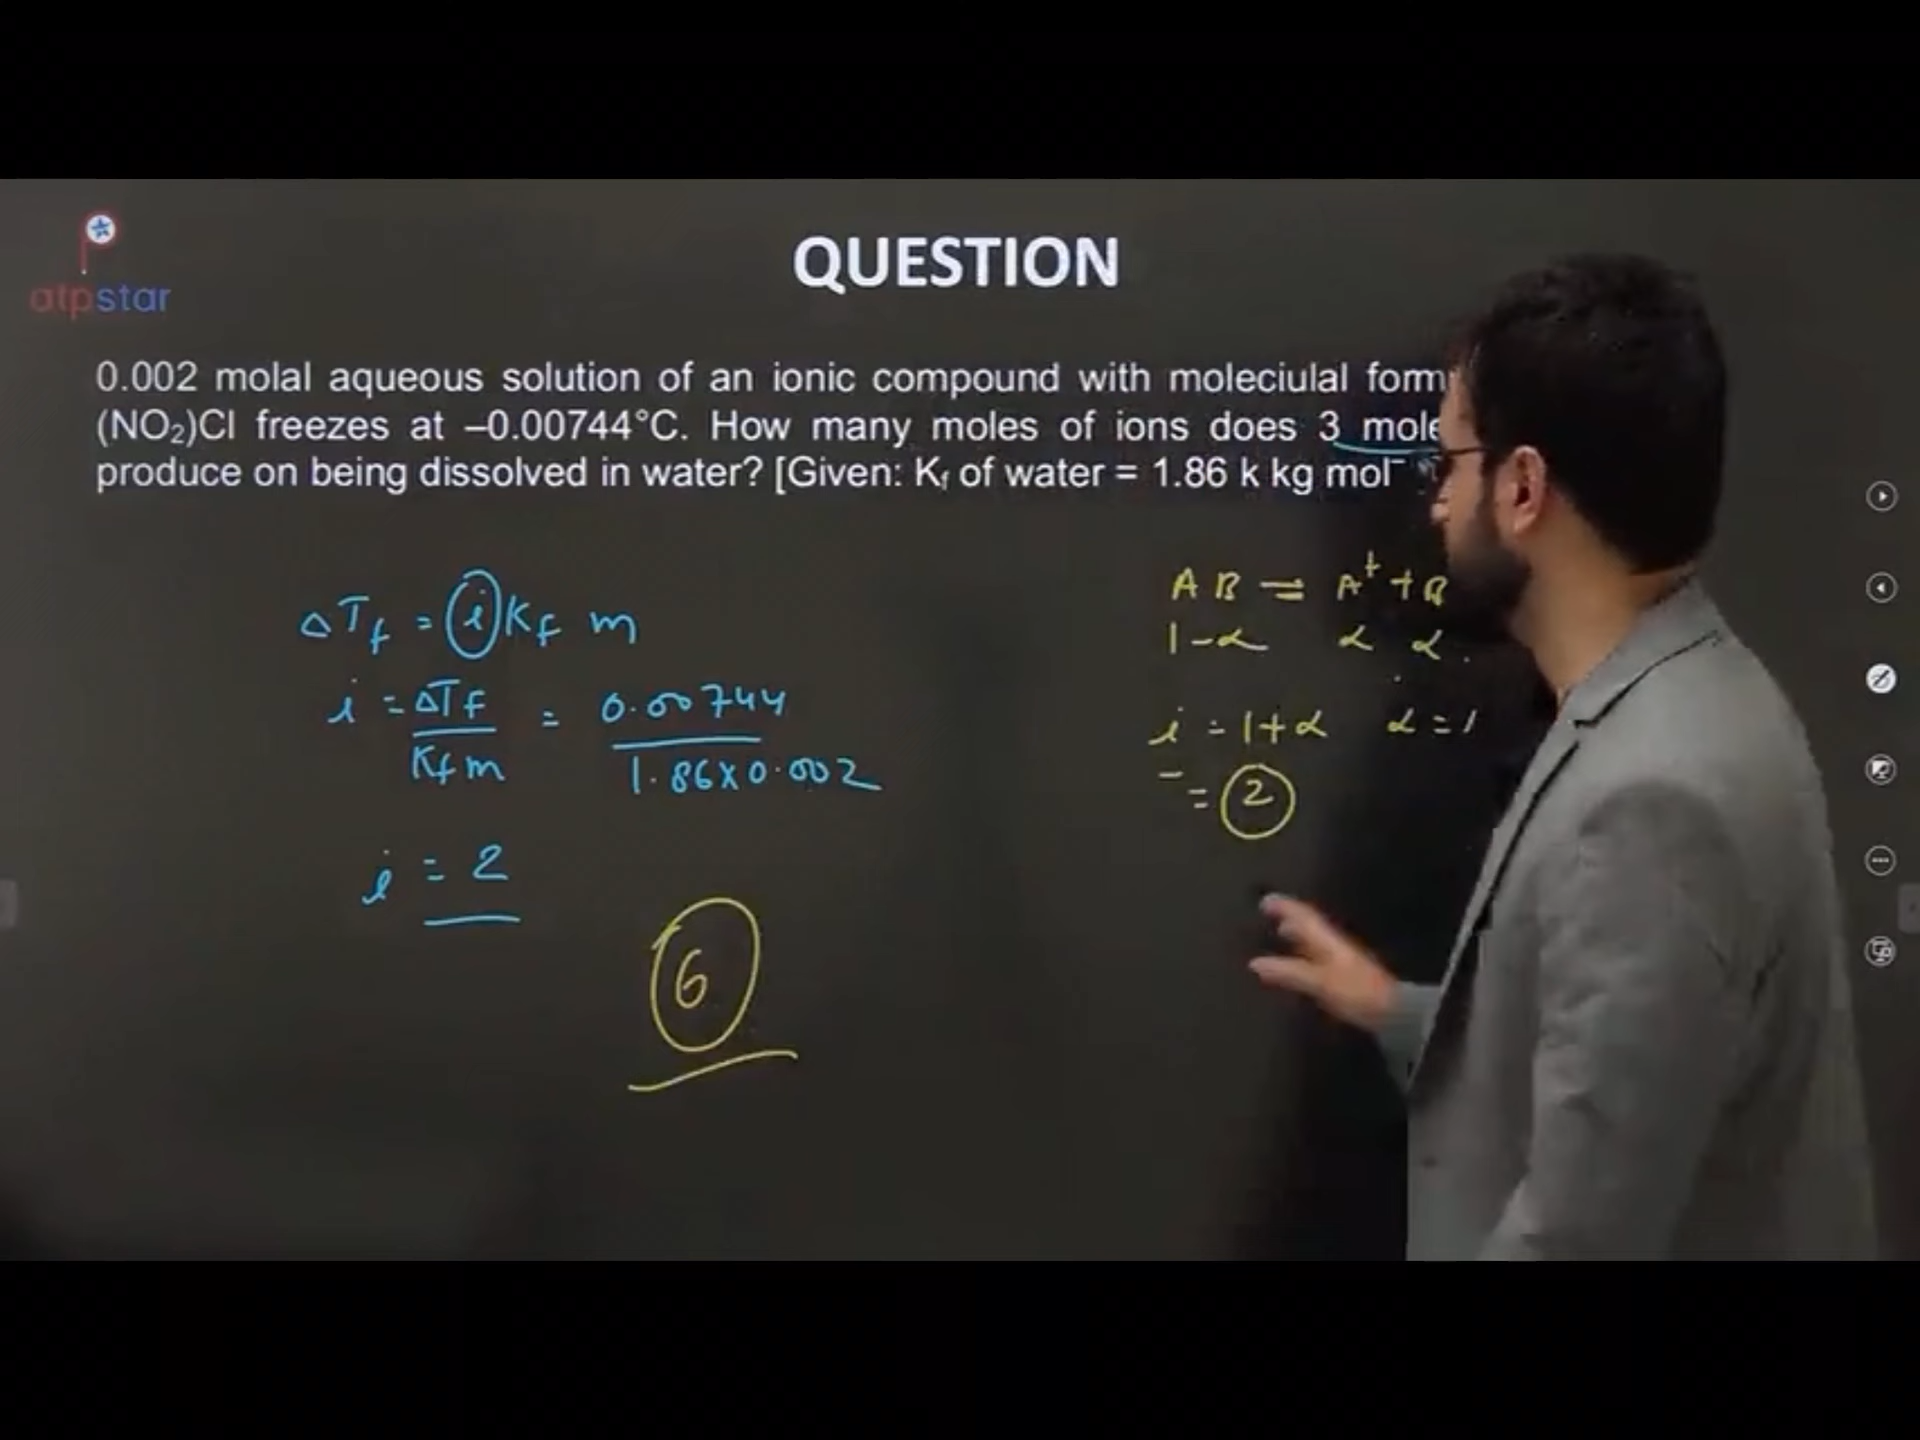 atpstar
QUESTION
0.002 molal aqueous solution of an ionic compound with moleciulal form
(NO₂)Cl freezes at –0.00744°C. How many moles of ions does 3 mole
produce on being dissolved in water? [Given: Kf of water = 1.86 k kg mol⁻
ΔTf = i Kf m
i = ΔTf / Kf m = 0.00744 / 1.86×0.002
i = 2
6
AB ⇌ A⁺ + B
1-α α α
i = 1+α α = 1
= 2